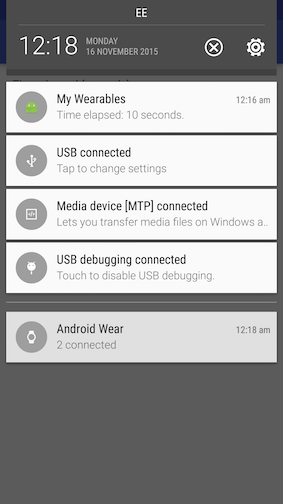 EE
12:18
MONDAY
16 NOVEMBER 2015
My Wearables 12:16 am
Time elapsed: 10 seconds.
USB connected
Tap to change settings
Media device [MTP] connected
Lets you transfer media files on Windows a..
USB debugging connected
Touch to disable USB debugging.
Android Wear 12:18 am
2 connected